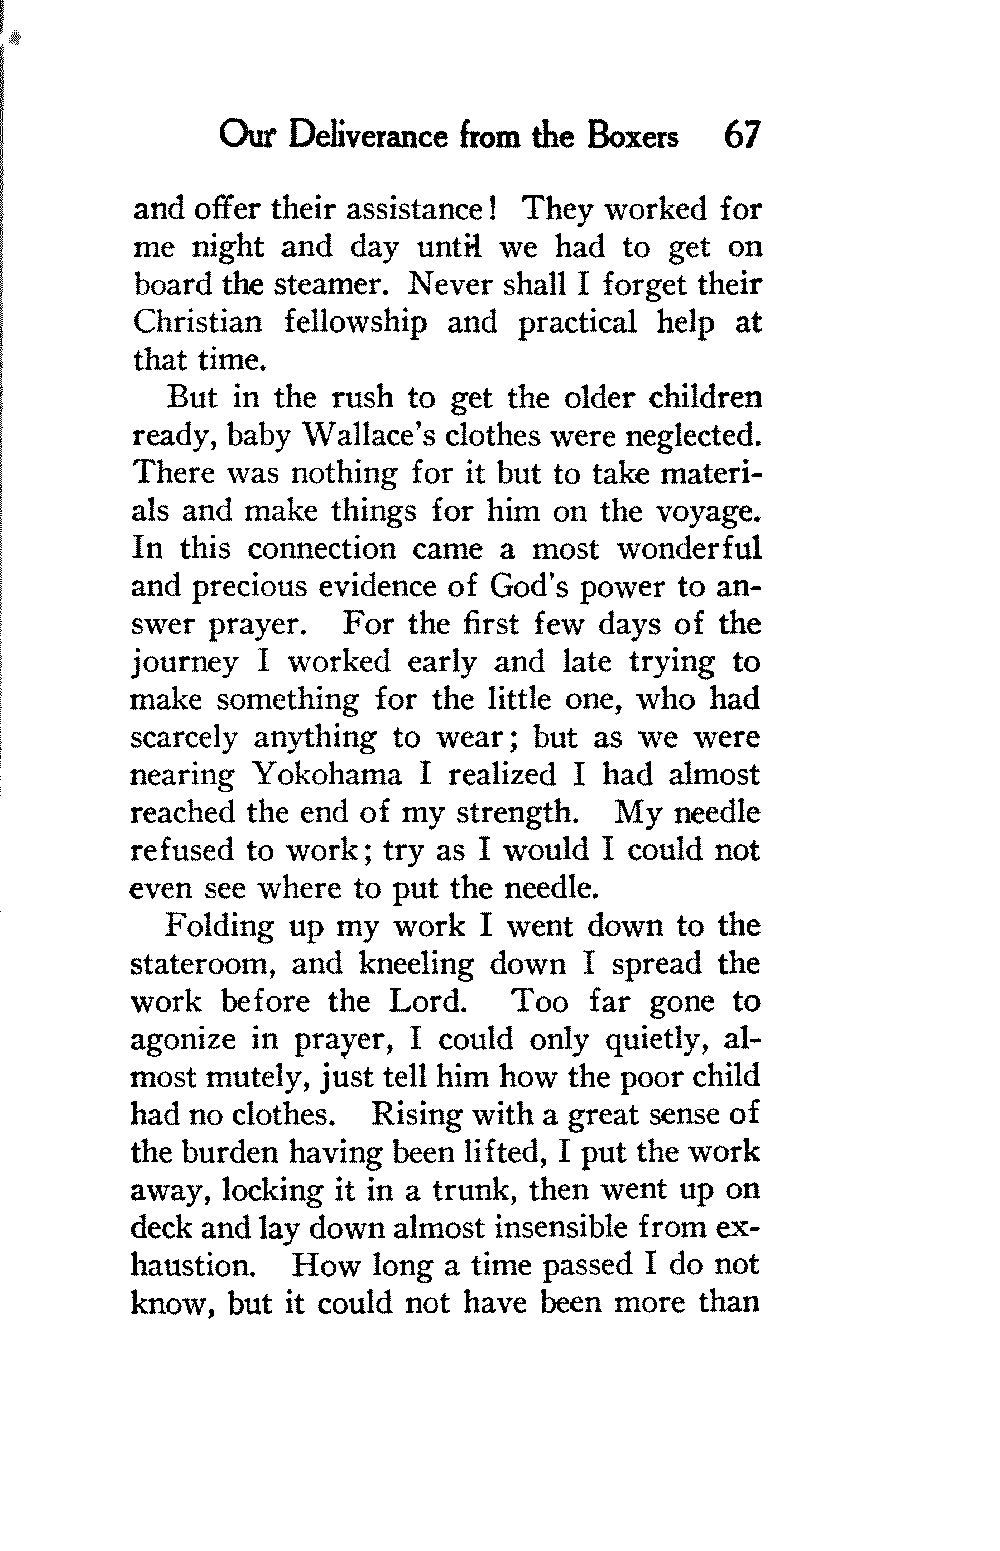 Our Deliverance from the Boxers 67
and offer their assistance! They worked for
me night and day until we had to get on
board the steamer. Never shall I forget their
Christian fellowship and practical help at
that time.
But in the rush to get the older children
ready, baby Wallace's clothes were neglected.
There was nothing for it but to take materi-
als and make things for him on the voyage.
In this connection came a most wonderful
and precious evidence of God's power to an-
swer prayer. For the first few days of the
journey I worked early and late trying to
make something for the little one, who had
scarcely anything to wear; but as we were
nearing Yokohama I realized I had almost
reached the end of my strength. My needle
refused to work; try as I would I could not
even see where to put the needle.
Folding up my work I went down to the
stateroom, and kneeling down I spread the
work before the Lord. Too far gone to
agonize in prayer, I could only quietly, al-
most mutely, just tell him how the poor child
had no clothes. Rising with a great sense of
the burden having been lifted, I put the work
away, locking it in a trunk, then went up on
deck and lay down almost insensible from ex-
haustion. How long a time passed I do not
know, but it could not have been more than